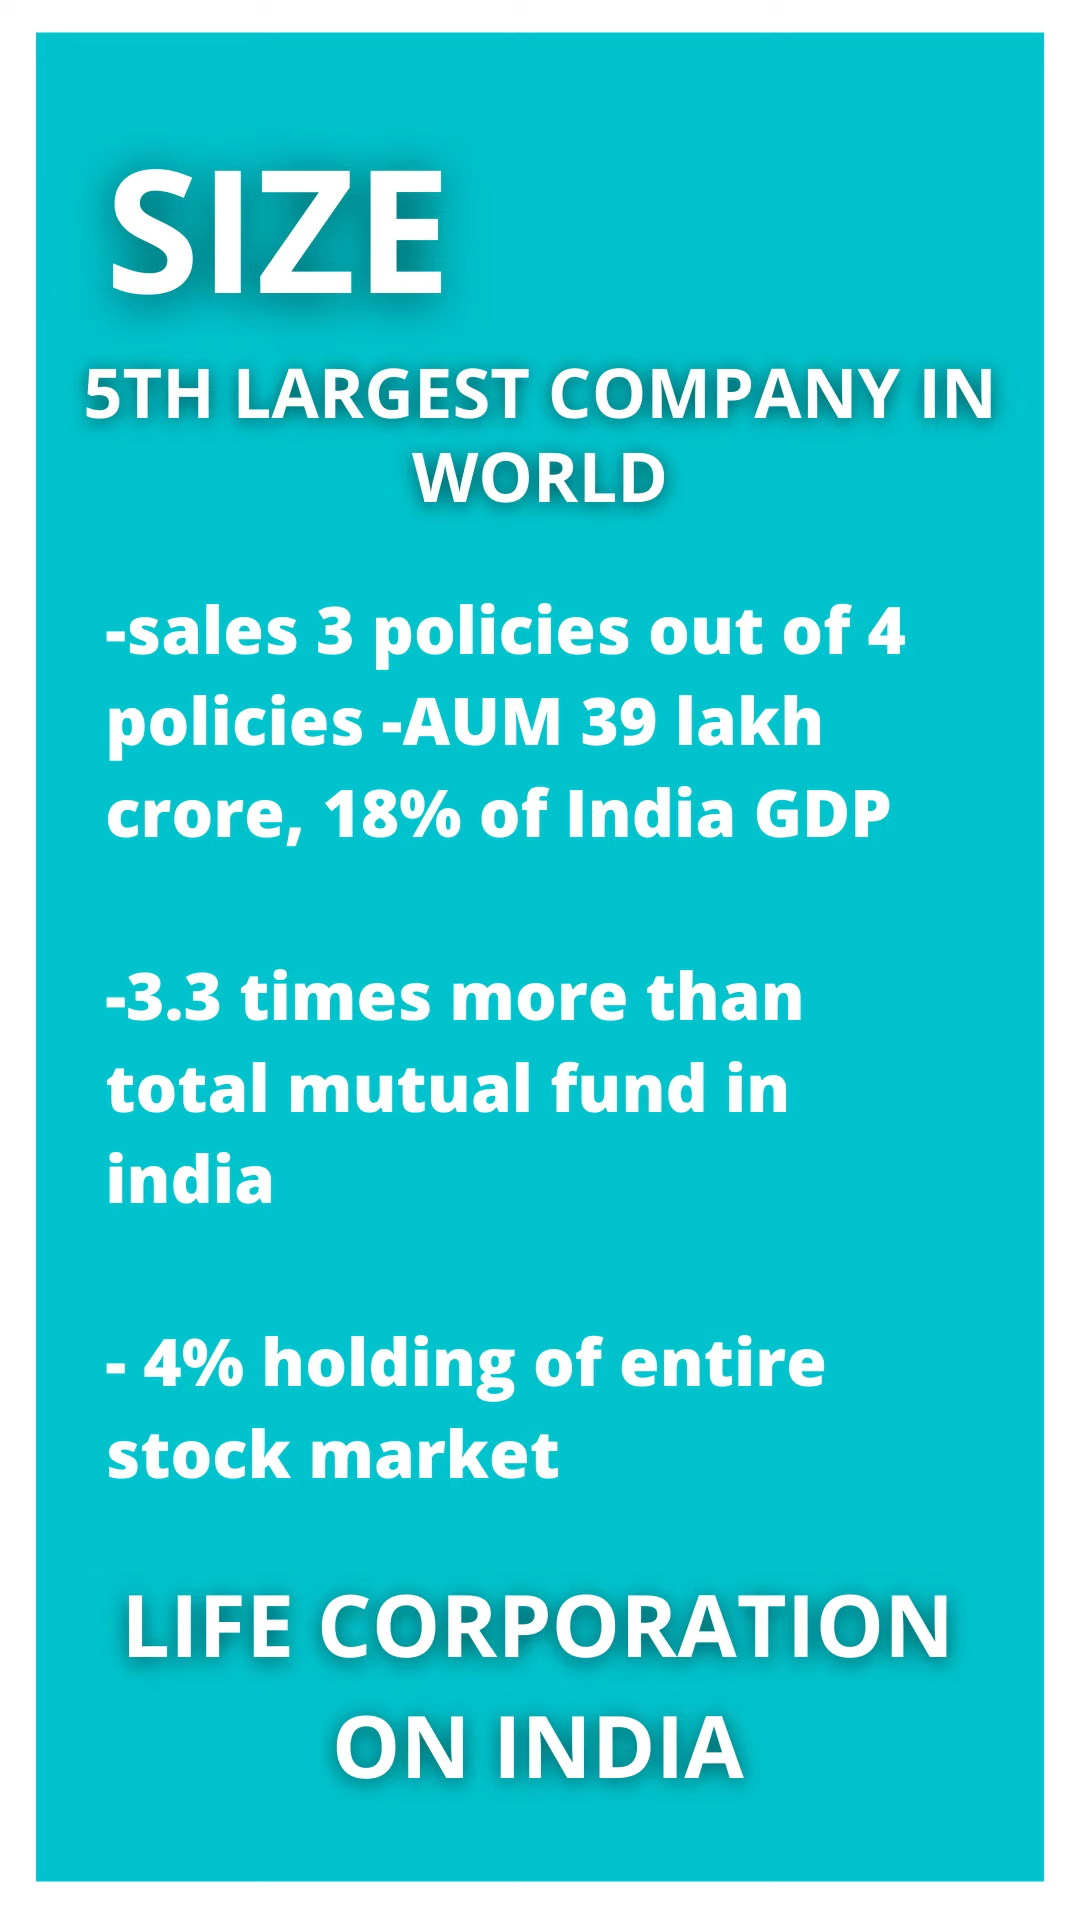 SIZE
5TH LARGEST COMPANY IN
WORLD
-sales 3 policies out of 4
policies -AUM 39 lakh
crore, 18% of India GDP
-3.3 times more than
total mutual fund in
india
- 4% holding of entire
stock market
LIFE CORPORATION
ON INDIA